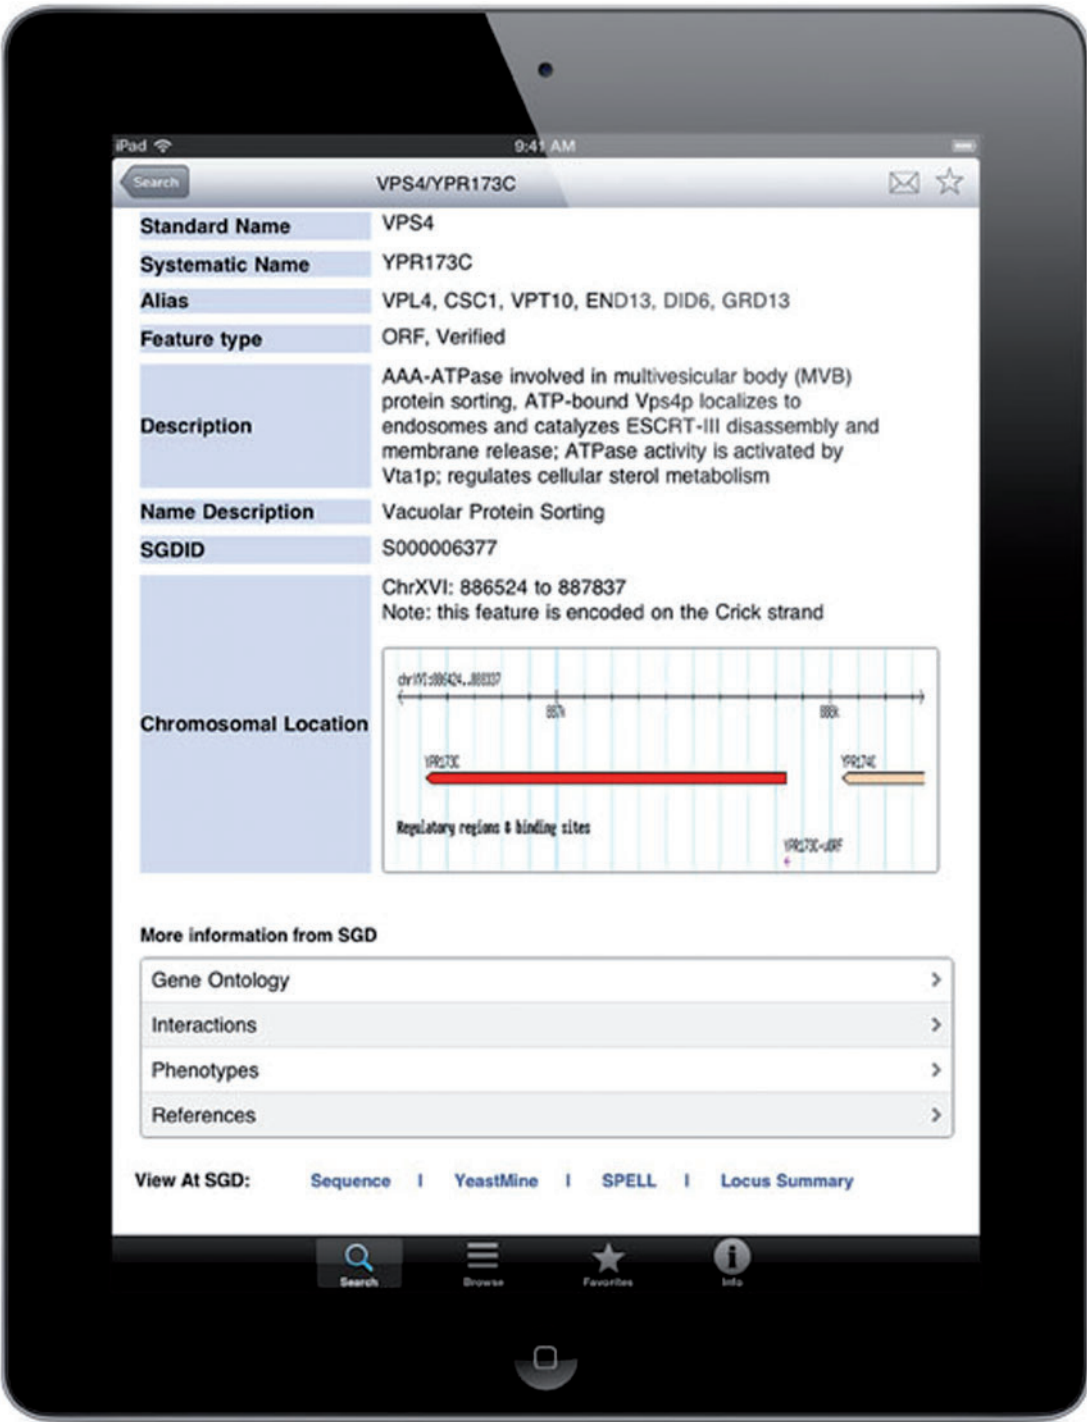 iPad 9:41 AM
Search VPS4/YPR173C
Standard Name VPS4
Systematic Name YPR173C
Alias VPL4, CSC1, VPT10, END13, DID6, GRD13
Feature type ORF, Verified
Description AAA-ATPase involved in multivesicular body (MVB)
protein sorting, ATP-bound Vps4p localizes to
endosomes and catalyzes ESCRT-III disassembly and
membrane release; ATPase activity is activated by
Vta1p; regulates cellular sterol metabolism
Name Description Vacuolar Protein Sorting
SGDID S000006377
Chromosomal Location ChrXVI: 886524 to 887837
Note: this feature is encoded on the Crick strand
chrXVI:886424..888337
887k 888k
YPR173C YPR174C
Regulatory regions & binding sites
YPR173C-uORF
More information from SGD
Gene Ontology
Interactions
Phenotypes
References
View At SGD: Sequence | YeastMine | SPELL | Locus Summary
Search Browse Favorites Info